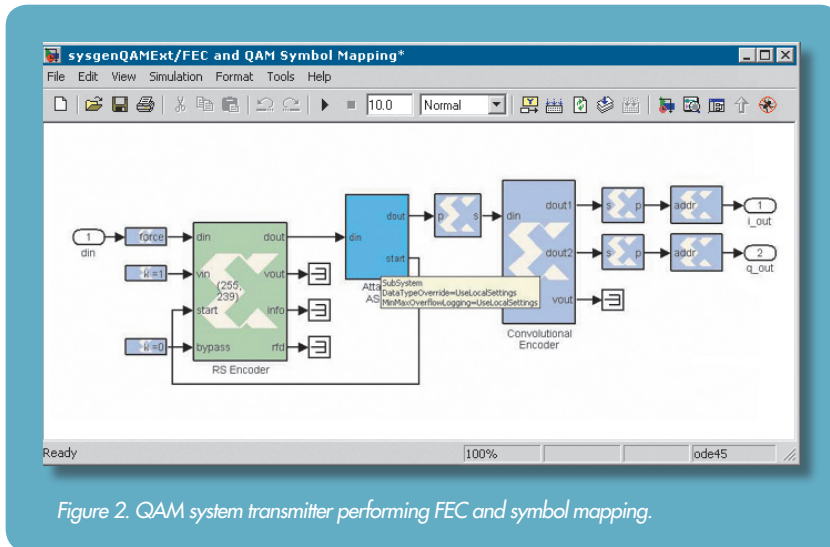 sysgenQAMExt/FEC and QAM Symbol Mapping*
File Edit View Simulation Format Tools Help
10.0 Normal
1
din
force
k=1
k=0
din
vin
start
bypass
dout
vout
info
rfd
(255,
239)
RS Encoder
din
dout
start
Atta
AS
SubSystem
DataTypeOverride=UseLocalSettings
MinMaxOverflowLogging=UseLocalSettings
p s
din
dout1
dout2
vout
Convolutional
Encoder
s p
addr
1
i_out
s p
addr
2
q_out
Ready 100% ode45
Figure 2. QAM system transmitter performing FEC and symbol mapping.